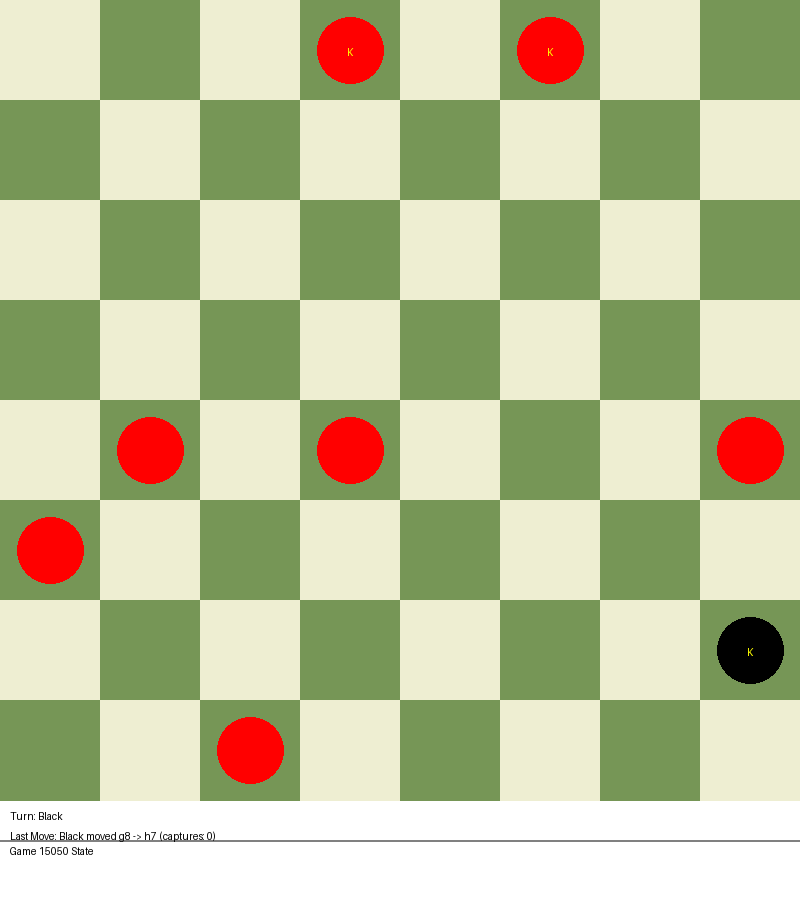 K K
K
Turn: Black
Last Move: Black moved g8 -> h7 (captures: 0)
Game 15050 State